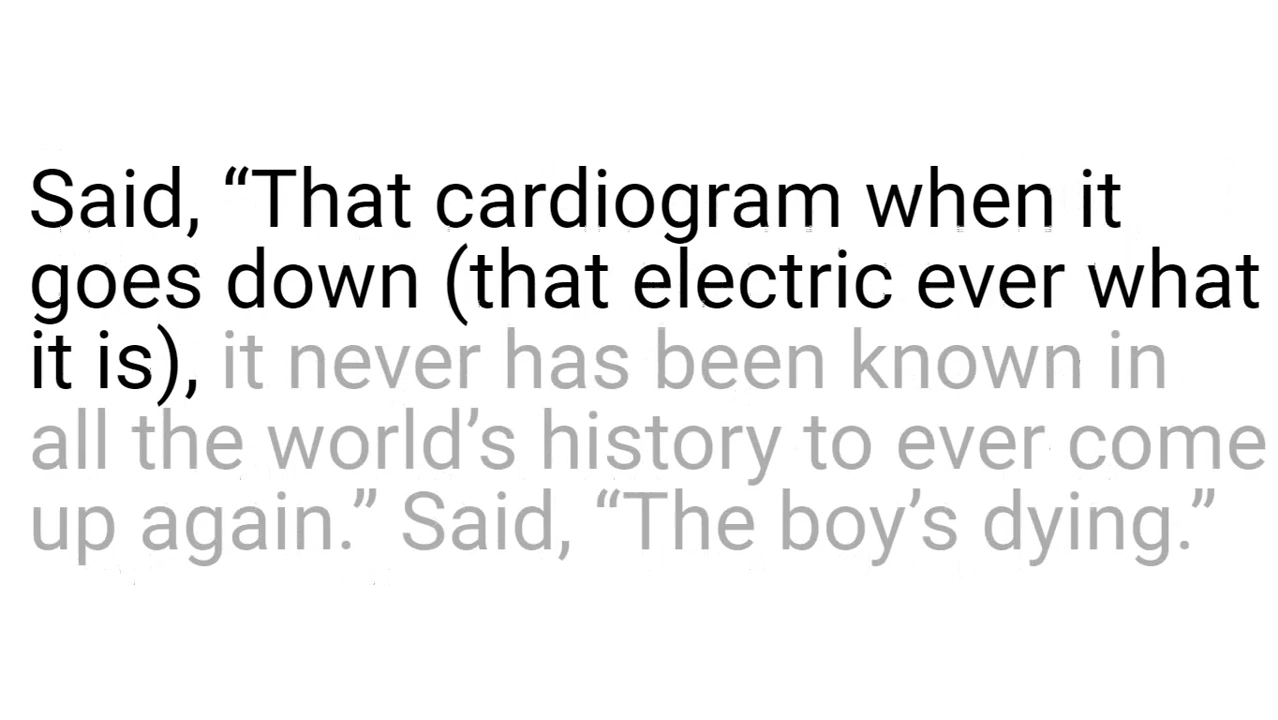 Said, “That cardiogram when it
goes down (that electric ever what
it is), it never has been known in
all the world’s history to ever come
up again.” Said, “The boy’s dying.”